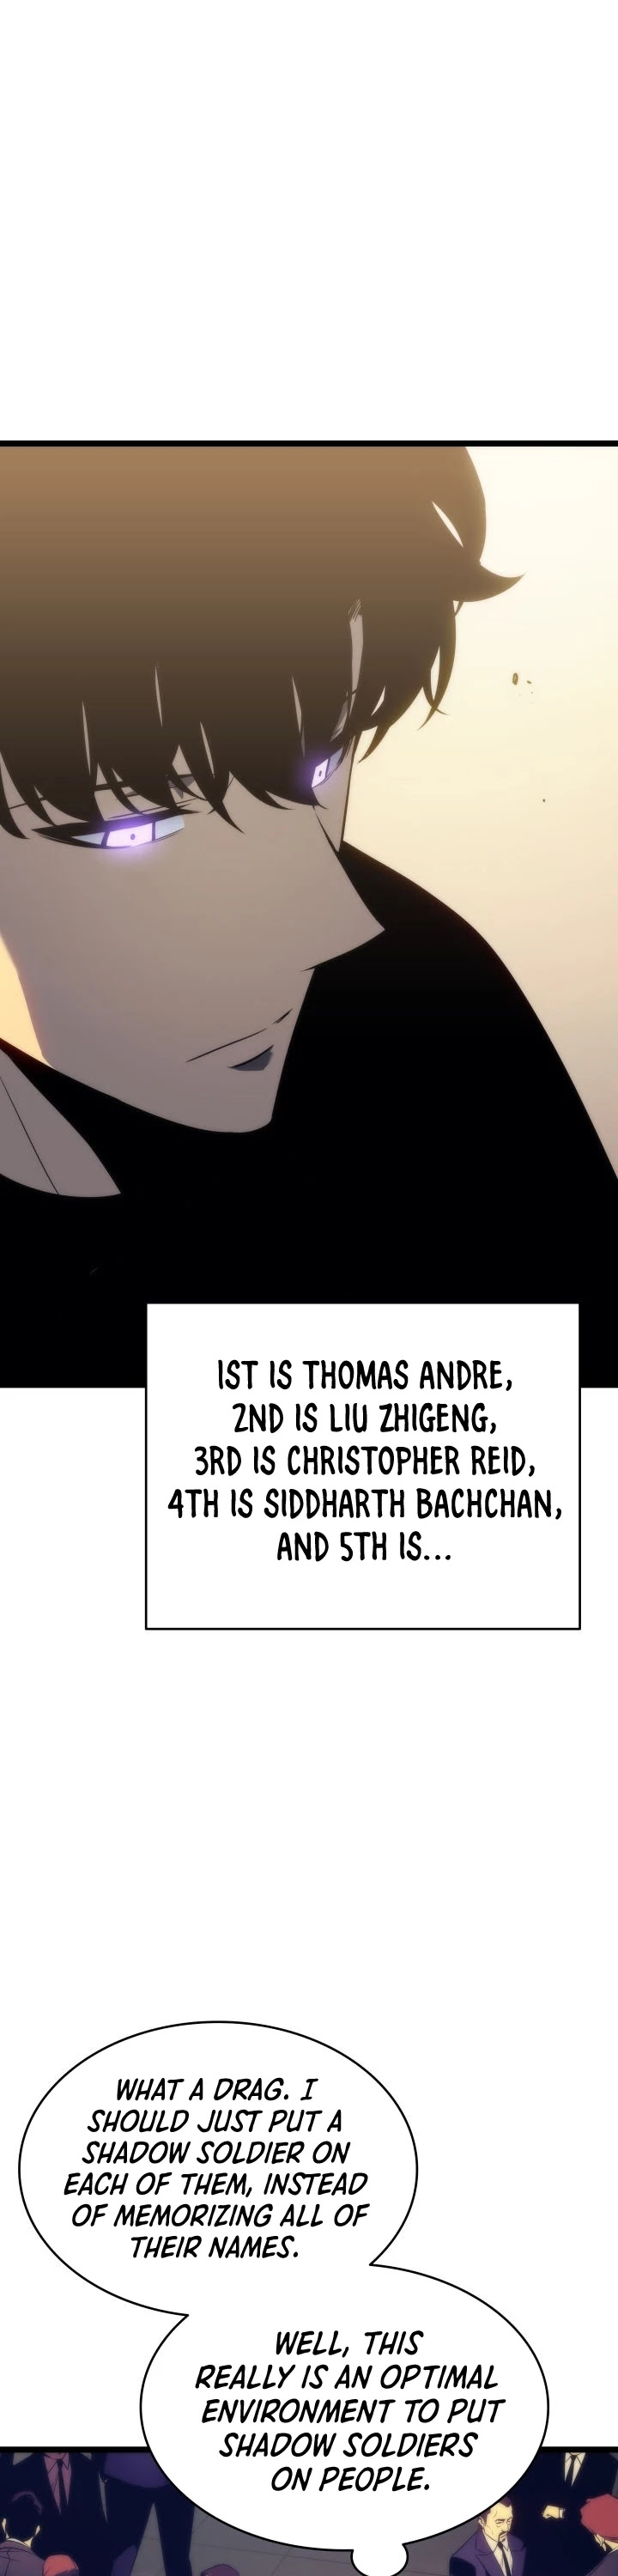 1ST IS THOMAS ANDRE,
2ND IS LIU ZHIGENG,
3RD IS CHRISTOPHER REID,
4TH IS SIDDHARTH BACHCHAN,
AND 5TH IS...
WHAT A DRAG. I
SHOULD JUST PUT A
SHADOW SOLDIER ON
EACH OF THEM, INSTEAD
OF MEMORIZING ALL OF
THEIR NAMES.
WELL, THIS
REALLY IS AN OPTIMAL
ENVIRONMENT TO PUT
SHADOW SOLDIERS
ON PEOPLE.